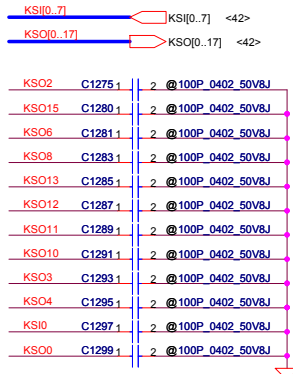 KSI[0..7] KSI[0..7] <42>
KSO[0..17] KSO[0..17] <42>
KSO2 C1275 1 2 @100P_0402_50V8J
KSO15 C1280 1 2 @100P_0402_50V8J
KSO6 C1281 1 2 @100P_0402_50V8J
KSO8 C1283 1 2 @100P_0402_50V8J
KSO13 C1285 1 2 @100P_0402_50V8J
KSO12 C1287 1 2 @100P_0402_50V8J
KSO11 C1289 1 2 @100P_0402_50V8J
KSO10 C1291 1 2 @100P_0402_50V8J
KSO3 C1293 1 2 @100P_0402_50V8J
KSO4 C1295 1 2 @100P_0402_50V8J
KSI0 C1297 1 2 @100P_0402_50V8J
KSO0 C1299 1 2 @100P_0402_50V8J